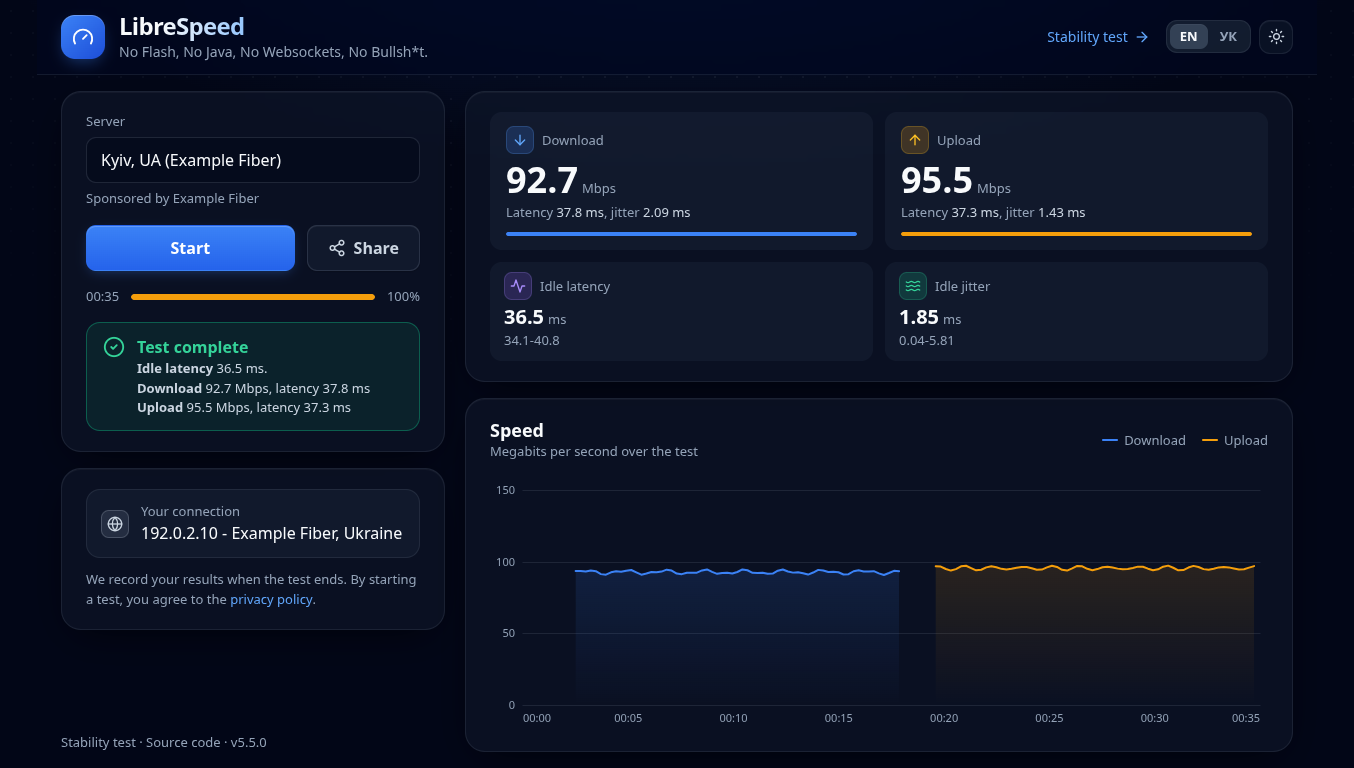 LibreSpeed
No Flash, No Java, No Websockets, No Bullsh*t.
Stability test
EN
УК
Server
Kyiv, UA (Example Fiber)
Sponsored by Example Fiber
Start
Share
00:35
100%
Test complete
Idle latency 36.5 ms.
Download 92.7 Mbps, latency 37.8 ms
Upload 95.5 Mbps, latency 37.3 ms
Your connection
192.0.2.10 - Example Fiber, Ukraine
We record your results when the test ends. By starting
a test, you agree to the privacy policy.
Stability test · Source code · v5.5.0
Download
92.7 Mbps
Latency 37.8 ms, jitter 2.09 ms
Upload
95.5 Mbps
Latency 37.3 ms, jitter 1.43 ms
Idle latency
36.5 ms
34.1-40.8
Idle jitter
1.85 ms
0.04-5.81
Speed
Megabits per second over the test
Download
Upload
150
100
50
0
00:00
00:05
00:10
00:15
00:20
00:25
00:30
00:35